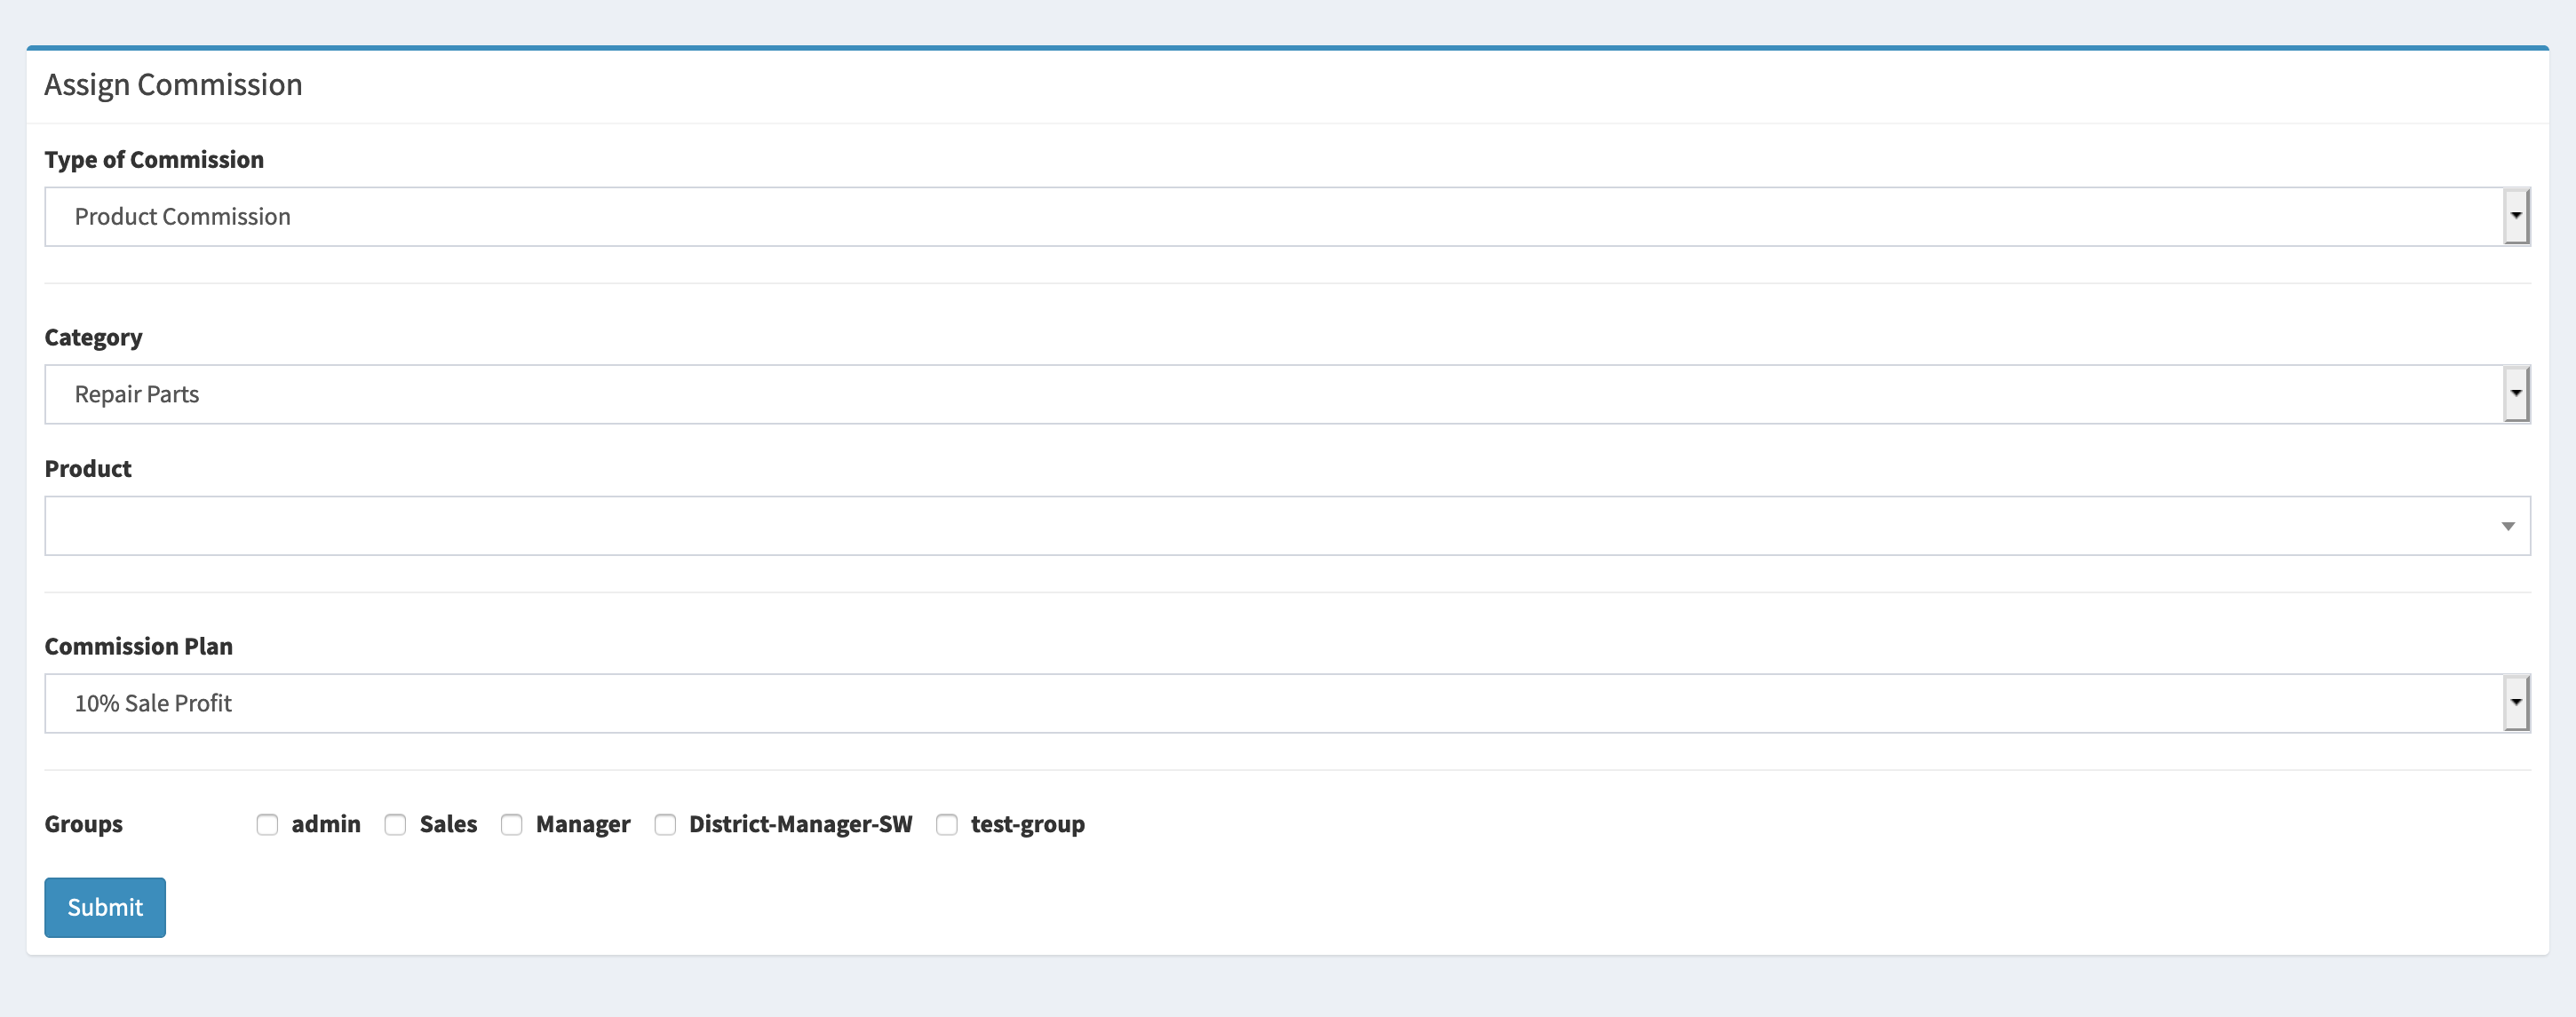 Assign Commission
Type of Commission
Product Commission
Category
Repair Parts
Product
Commission Plan
10% Sale Profit
Groups admin Sales Manager District-Manager-SW test-group
Submit